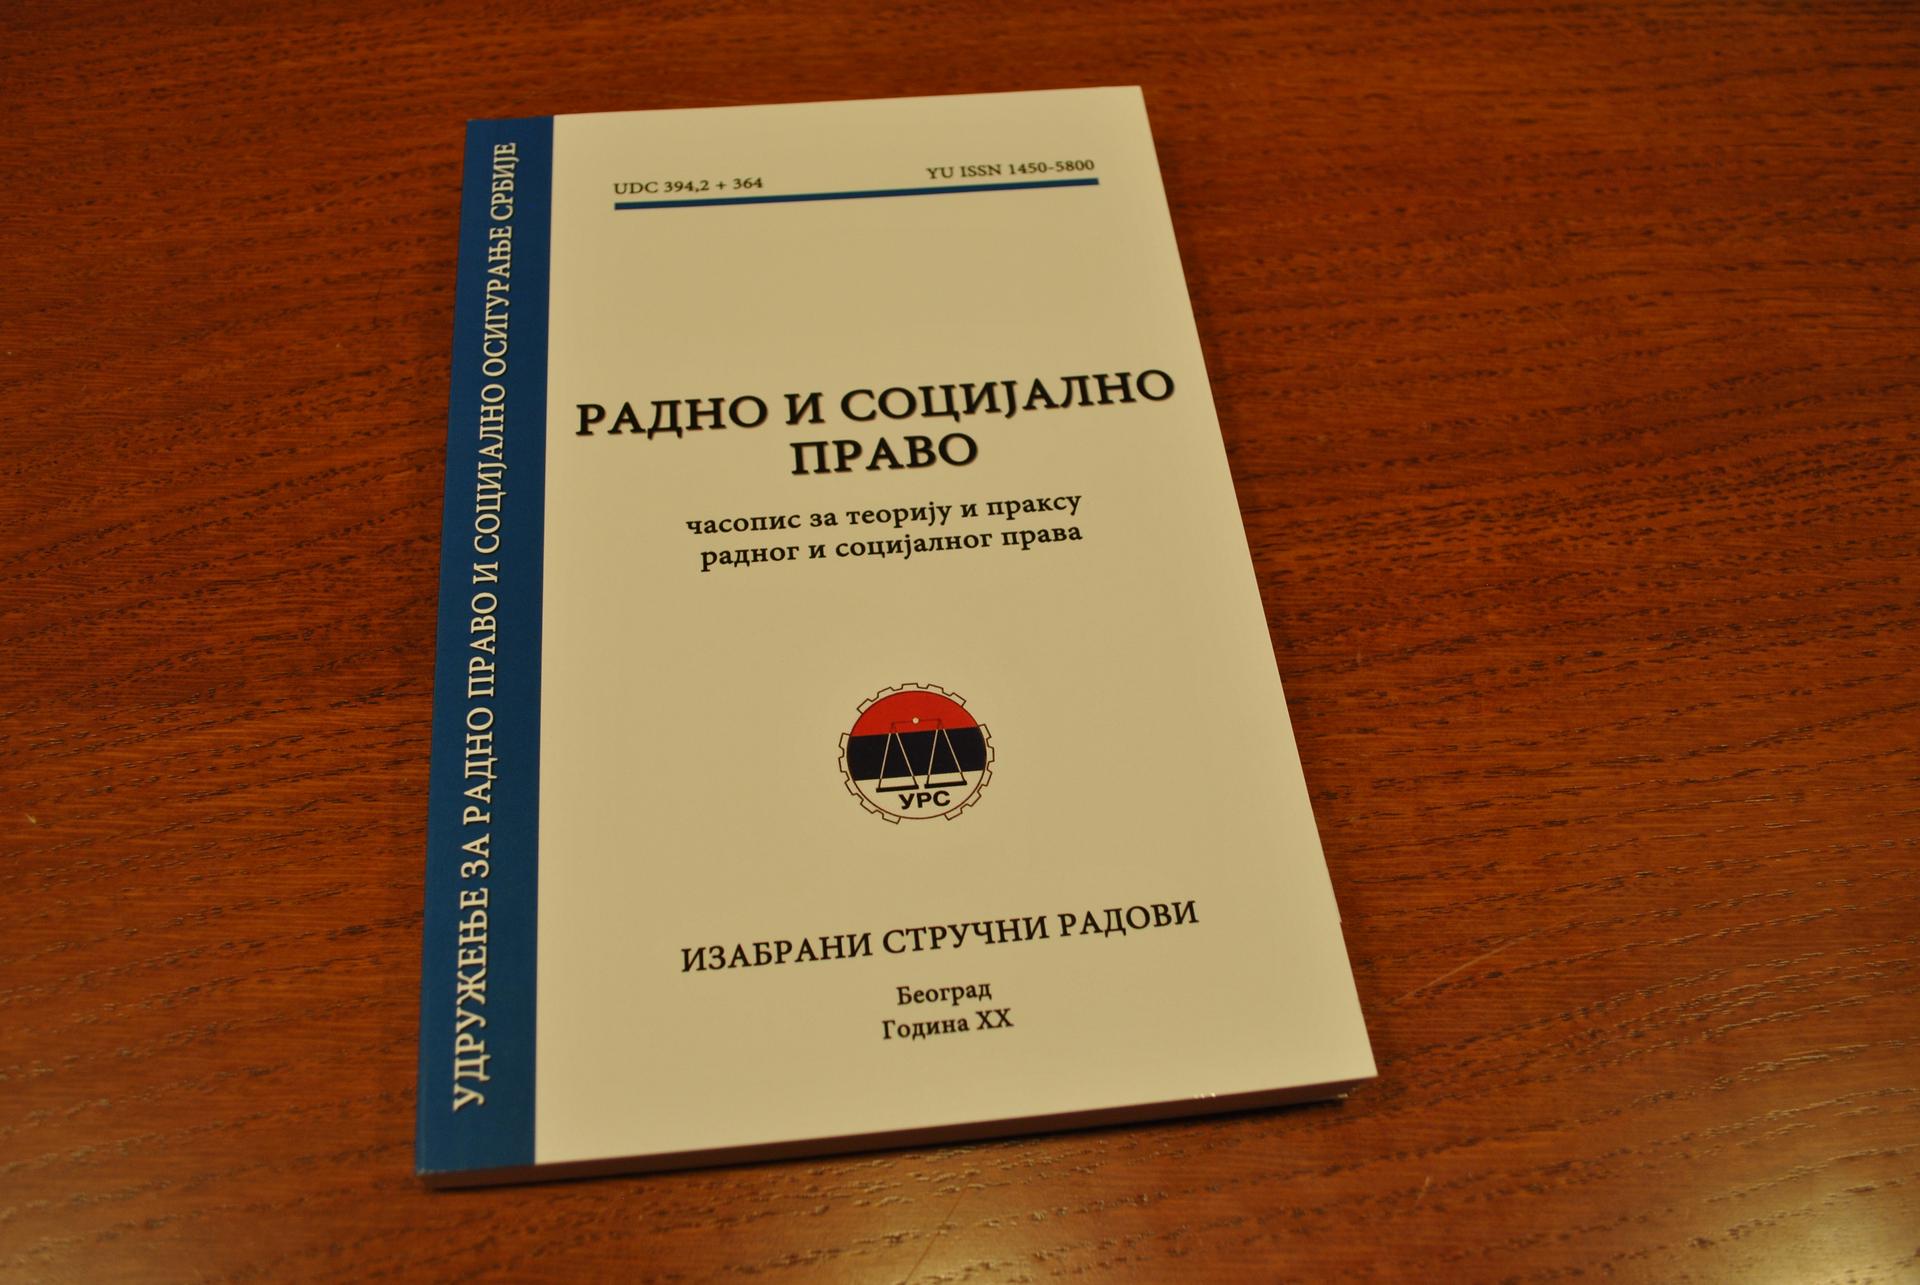 УДРУЖЕЊЕ ЗА РАДНО ПРАВО И СОЦИЈАЛНО ОСИГУРАЊЕ СРБИЈЕ
UDC 394,2 + 364
YU ISSN 1450-5800
РАДНО И СОЦИЈАЛНО
ПРАВО
часопис за теорију и праксу
радног и социјалног права
УРС
ИЗАБРАНИ СТРУЧНИ РАДОВИ
Београд
Година XX